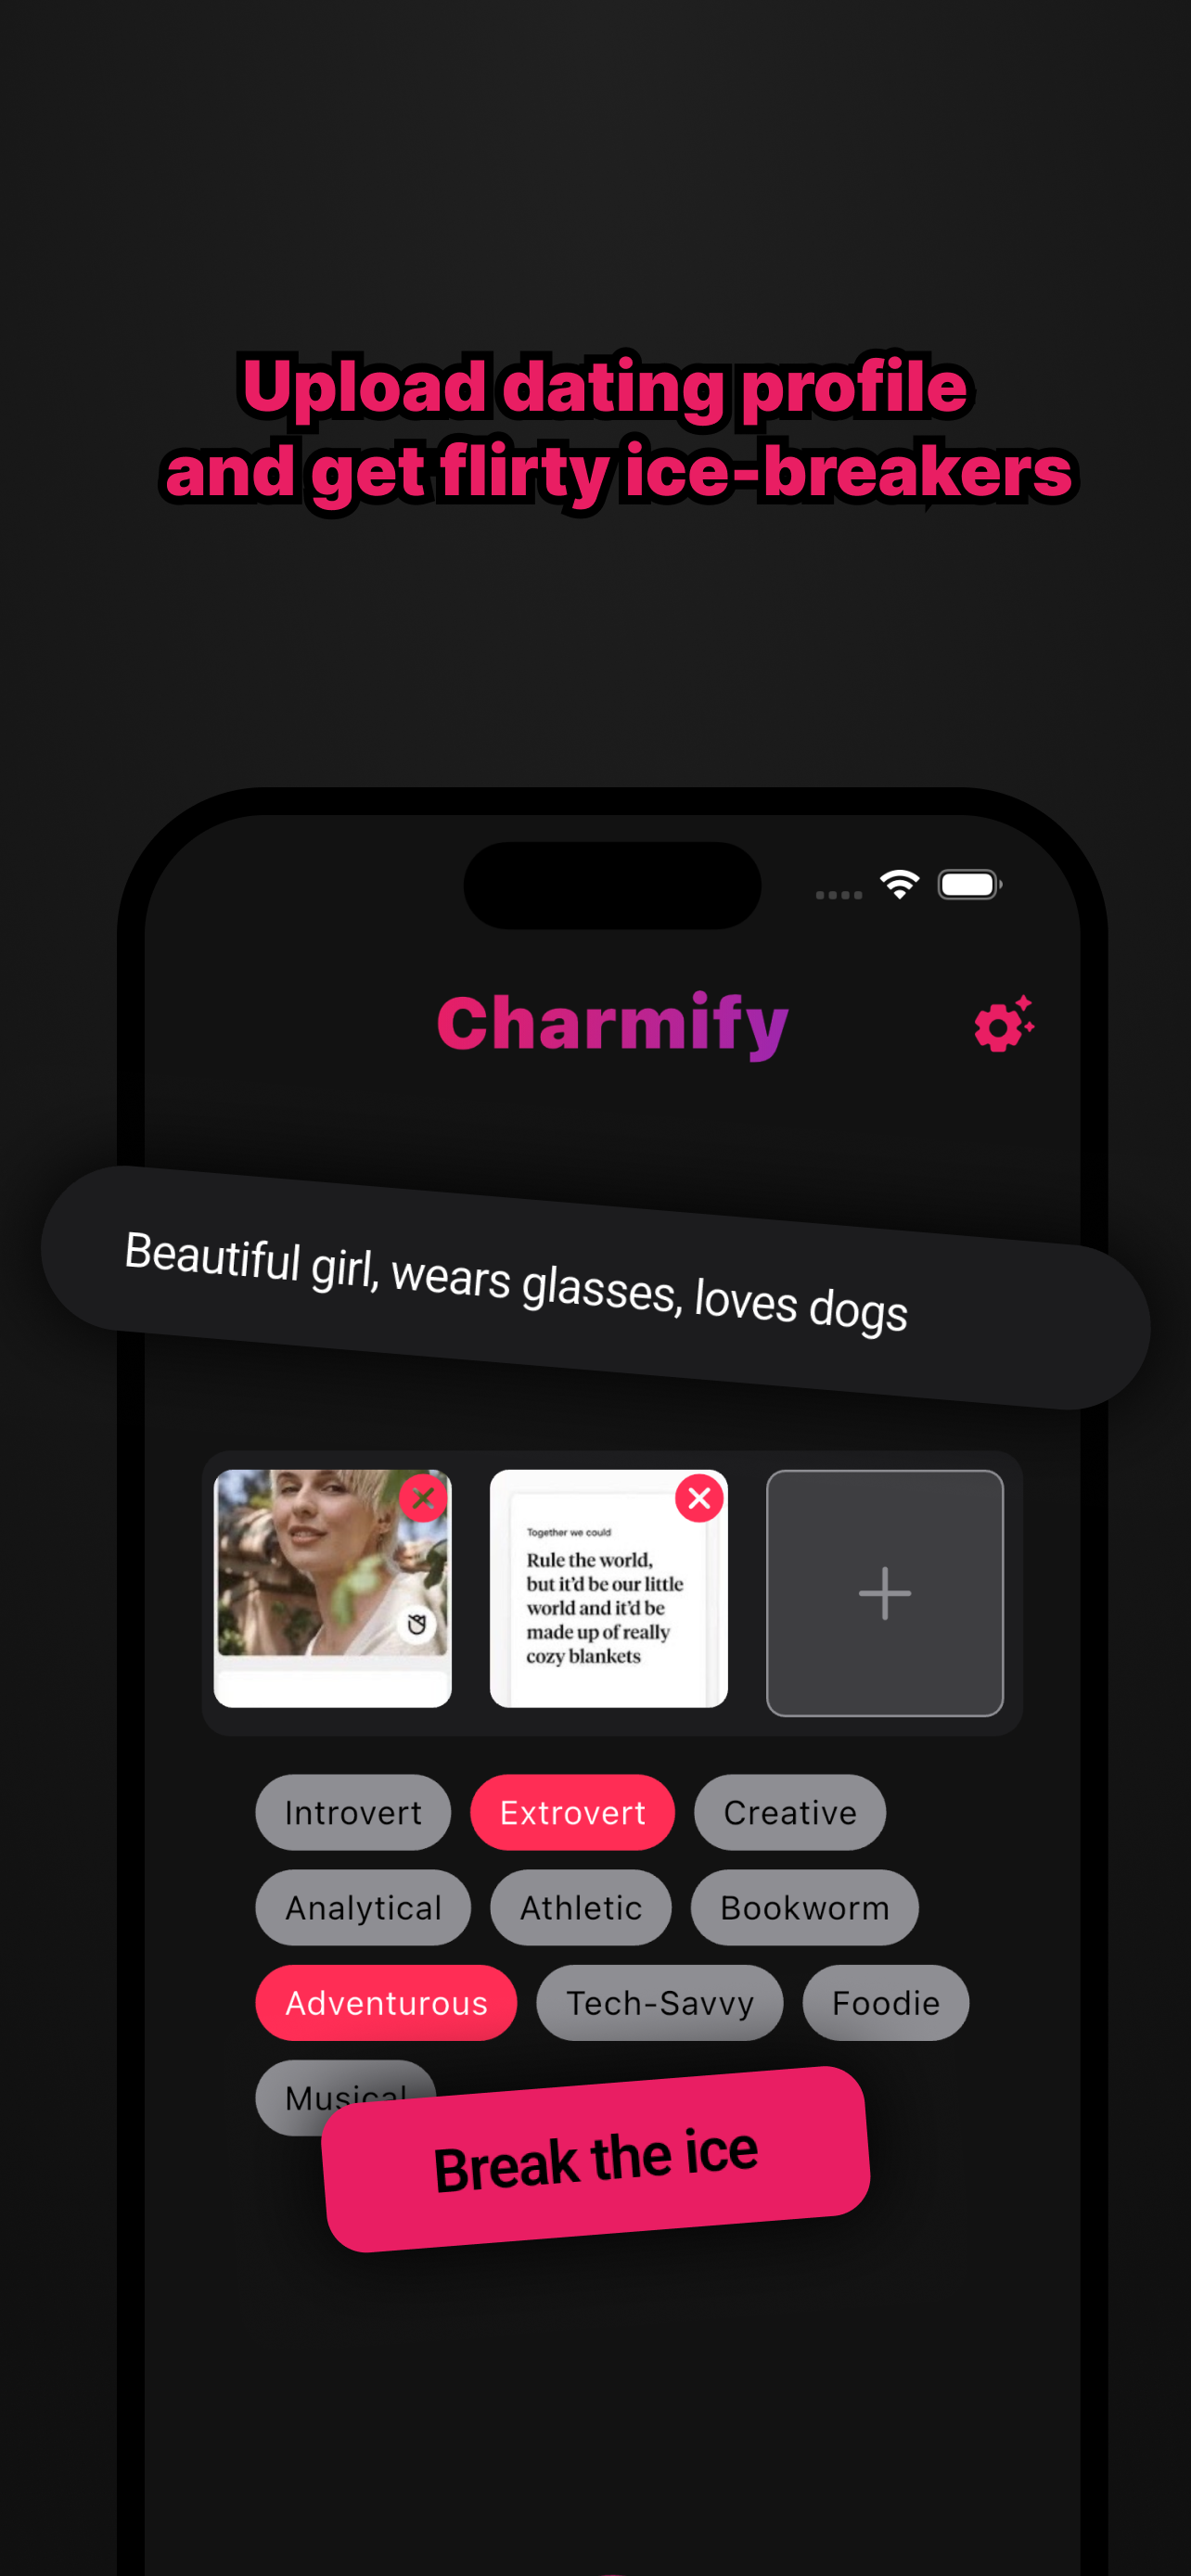 Upload dating profile
and get flirty ice-breakers
Charmify
Beautiful girl, wears glasses, loves dogs
Together we could
Rule the world,
but it’d be our little
world and it’d be
made up of really
cozy blankets
Introvert
Extrovert
Creative
Analytical
Athletic
Bookworm
Adventurous
Tech-Savvy
Foodie
Musical
Break the ice